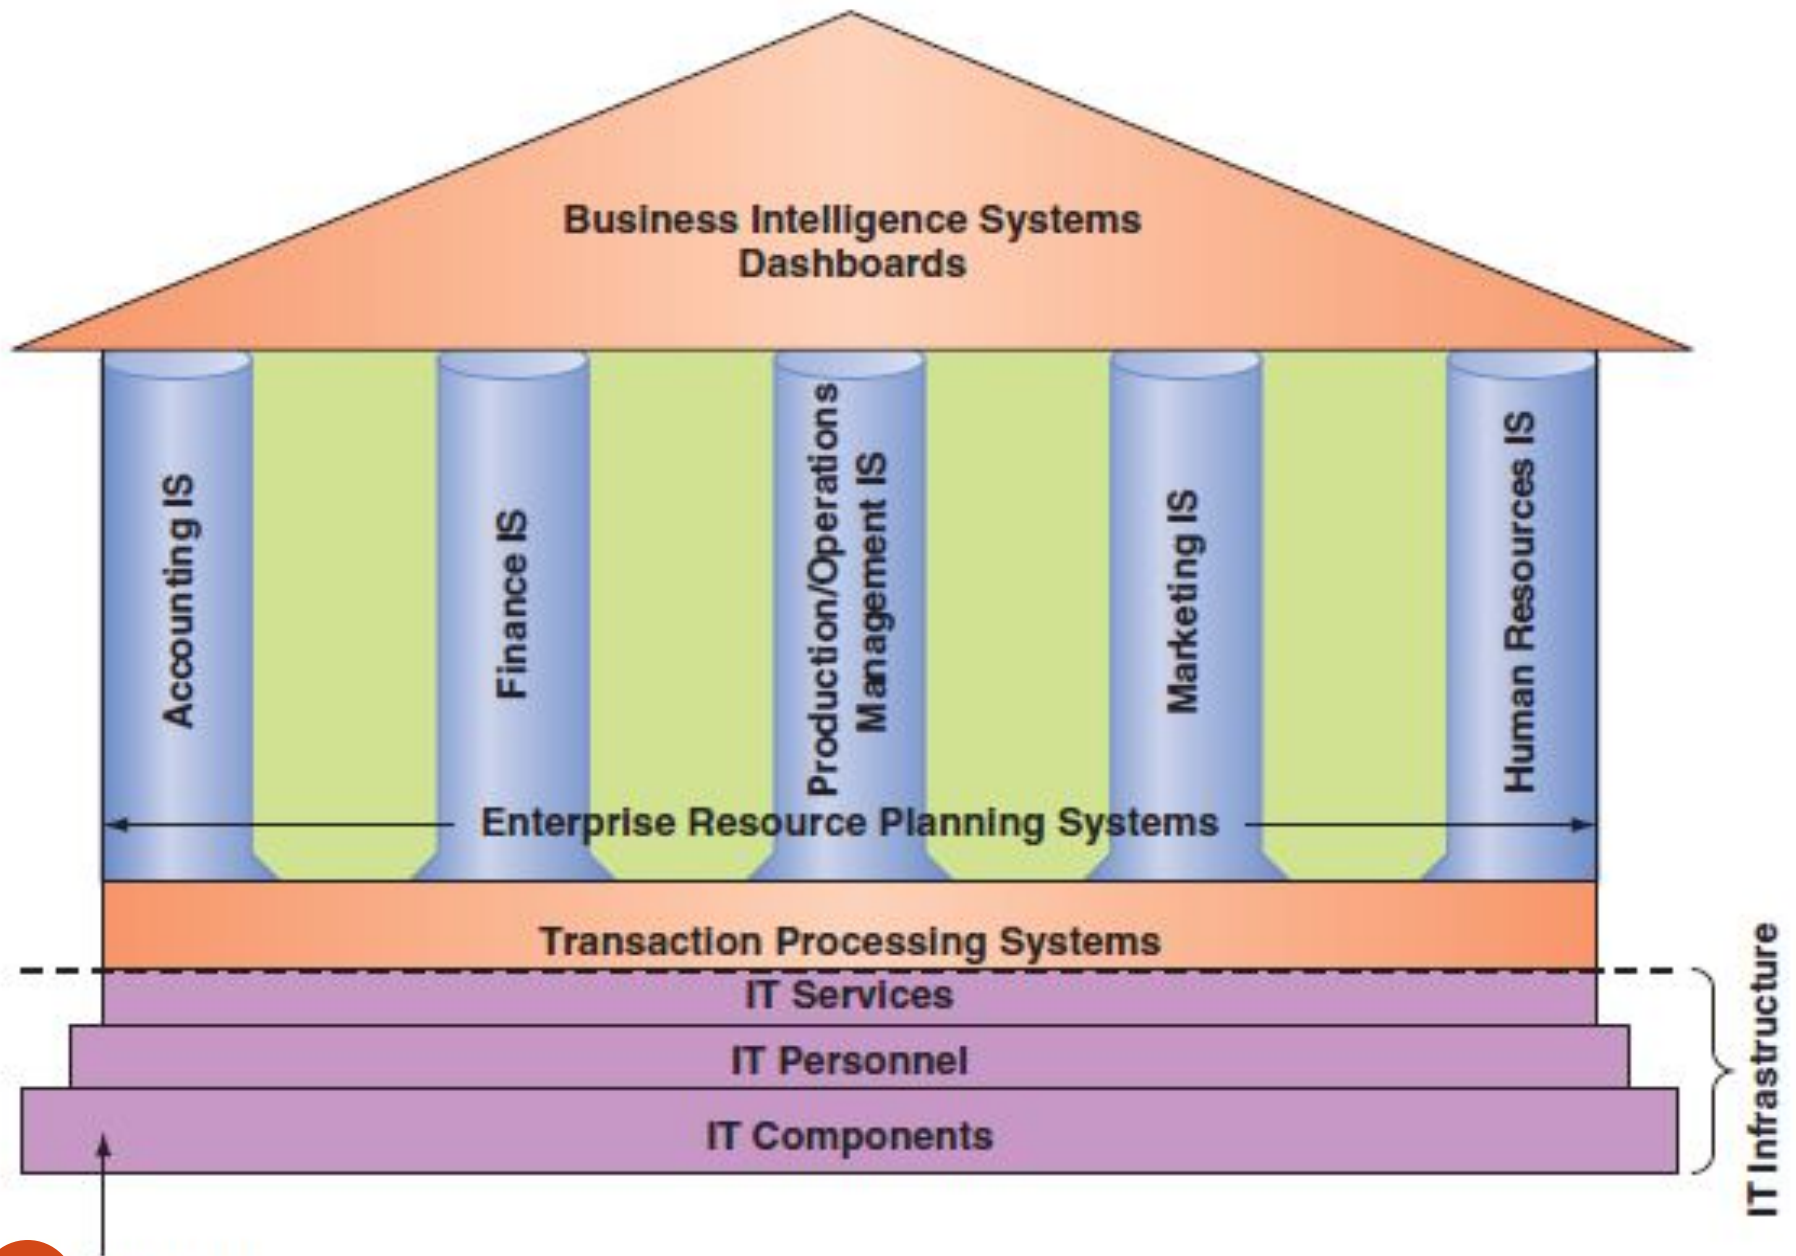 Business Intelligence Systems
Dashboards
Accounting IS
Finance IS
Production/Operations
Management IS
Marketing IS
Human Resources IS
Enterprise Resource Planning Systems
Transaction Processing Systems
IT Services
IT Personnel
IT Components
IT Infrastructure